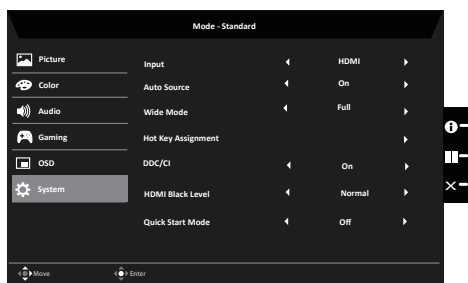 Mode - Standard
Picture
Color
Audio
Gaming
OSD
System
Input HDMI
Auto Source On
Wide Mode Full
Hot Key Assignment
DDC/CI On
HDMI Black Level Normal
Quick Start Mode Off
Move Enter